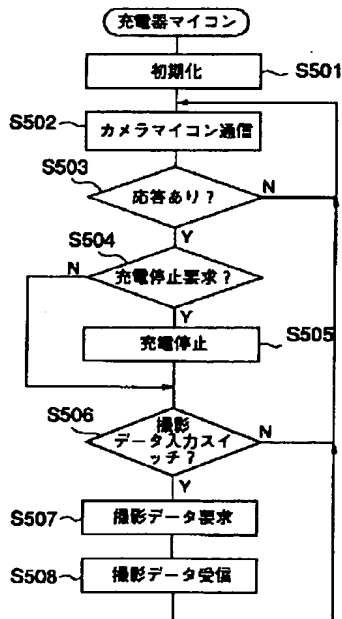 充電器マイコン
初期化
S501
S502
カメラマイコン通信
S503
応答あり?
N
Y
S504
N
充電停止要求?
Y
充電停止
S505
S506
撮影
データ入力スイ
ッチ?
N
Y
S507
撮影データ要求
S508
撮影データ受信